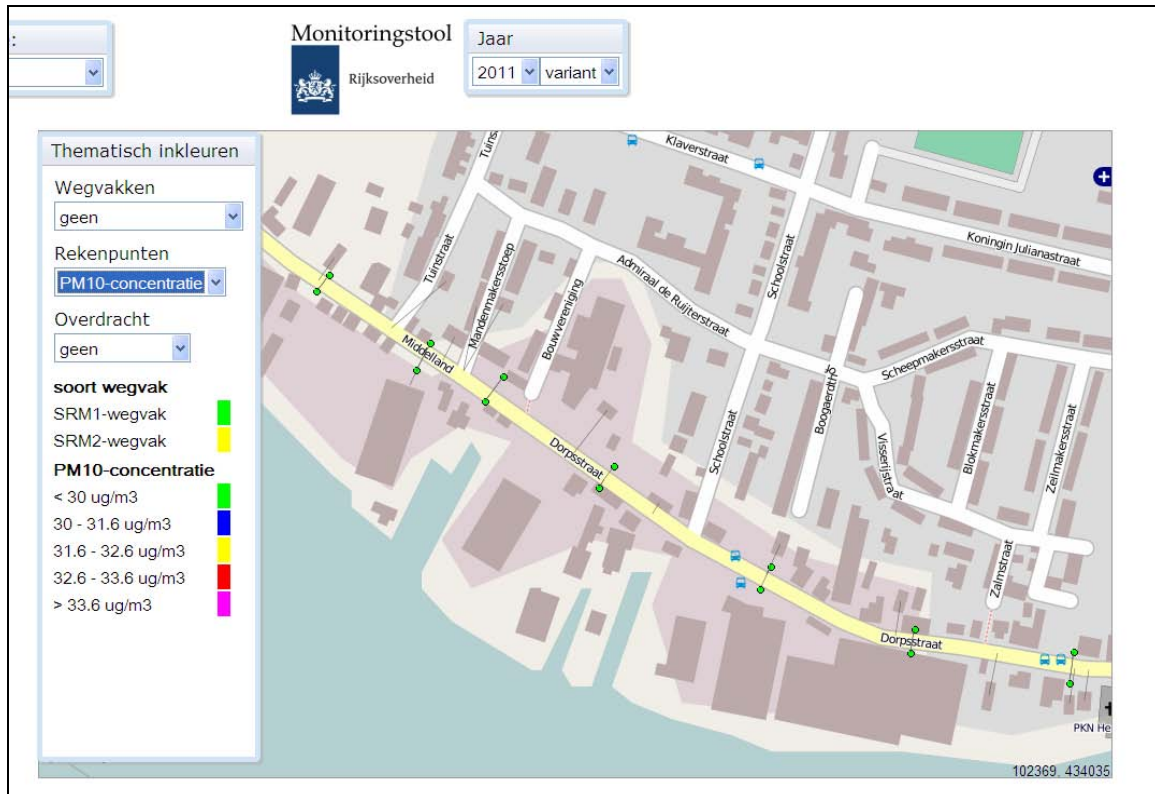 :
Monitoringstool
Rijksoverheid
Jaar
2011 variant
Thematisch inkleuren
Wegvakken
geen
Rekenpunten
PM10-concentratie
Overdracht
geen
soort wegvak
SRM1-wegvak
SRM2-wegvak
PM10-concentratie
< 30 ug/m3
30 - 31.6 ug/m3
31.6 - 32.6 ug/m3
32.6 - 33.6 ug/m3
> 33.6 ug/m3
Tuins
Klaverstraat
Koningin Julianastraat
Tuinstraat
Mandenmakersstoep
Bouwvereniging
Admiraal de Ruijterstraat
Schoolstraat
Scheepmakersstraat
Middelland
Dorpsstraat
Schoolstraat
Visserijstraat
Blokmakersstraat
Zeilmakersstraat
Zalmstraat
Dorpsstraat
PKN He
102369, 434035